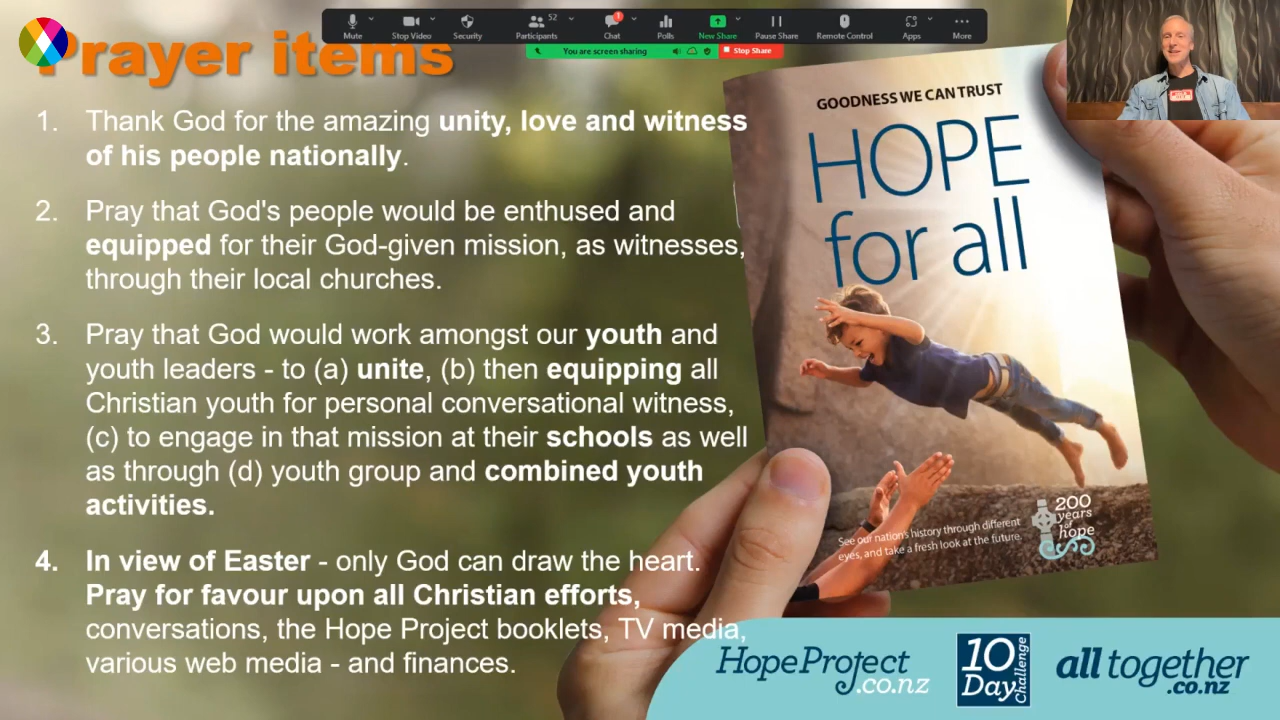 Mute
Stop Video
Security
52
Participants
1
Chat
Polls
New Share
Pause Share
Remote Control
Apps
More
You are screen sharing
Stop Share
Prayer items
1. Thank God for the amazing unity, love and witness
of his people nationally.
2. Pray that God's people would be enthused and
equipped for their God-given mission, as witnesses,
through their local churches.
3. Pray that God would work amongst our youth and
youth leaders - to (a) unite, (b) then equipping all
Christian youth for personal conversational witness,
(c) to engage in that mission at their schools as well
as through (d) youth group and combined youth
activities.
4. In view of Easter - only God can draw the heart.
Pray for favour upon all Christian efforts,
conversations, the Hope Project booklets, TV media,
various web media - and finances.
GOODNESS WE CAN TRUST
HOPE
for all
See our nation's history through different
eyes, and take a fresh look at the future.
200
years
of
hope
HopeProject
.co.nz
10
Day
Challenge
all together
.co.nz